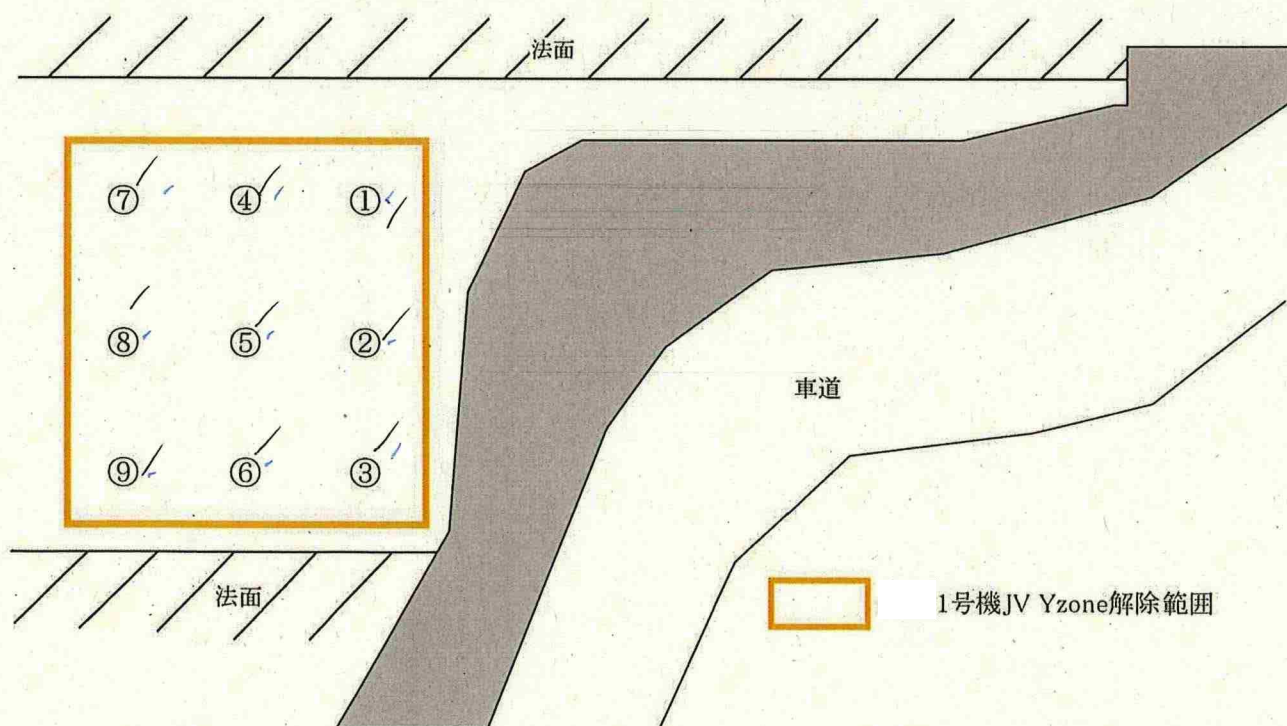 法面
⑦ ④ ①
⑧ ⑤ ②
車道
⑨ ⑥ ③
法面
1号機JV Yzone解除範囲